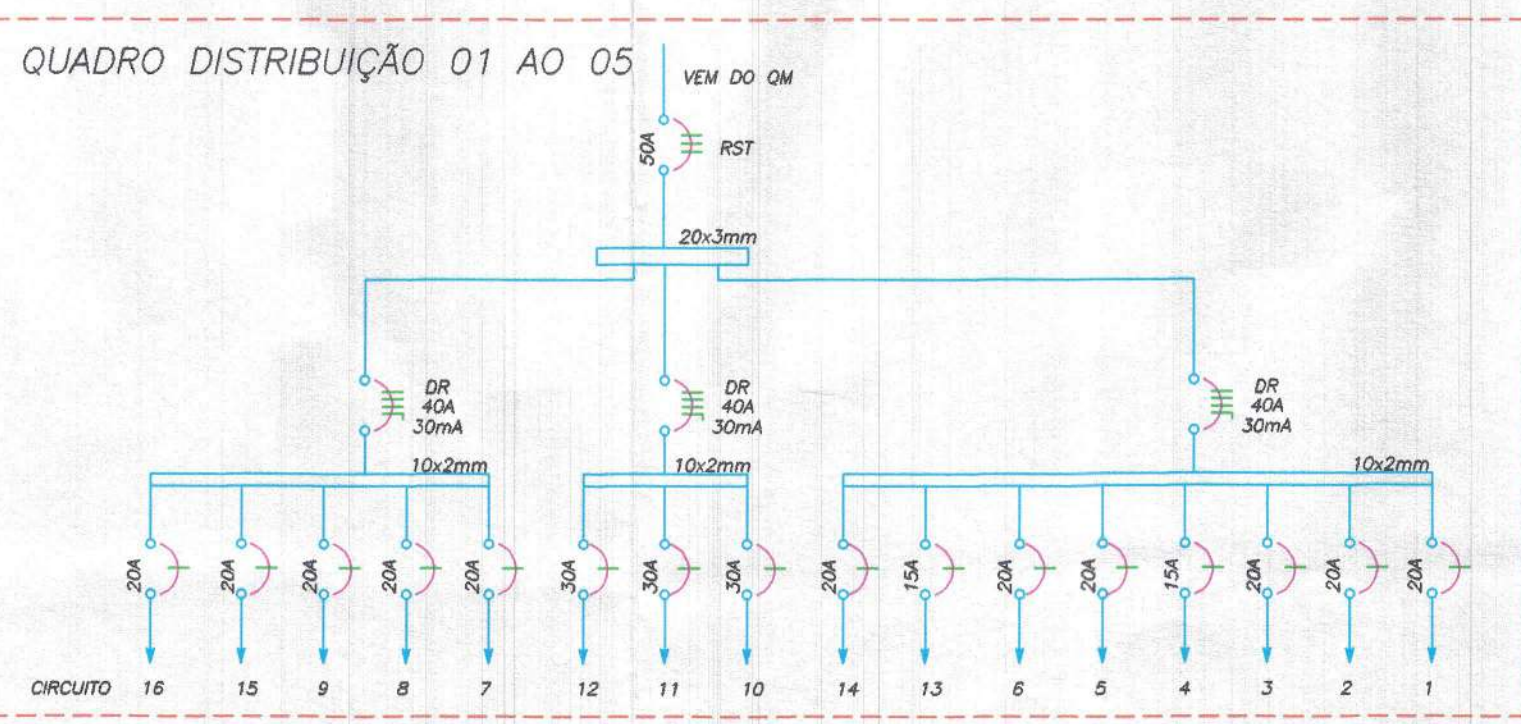 QUADRO DISTRIBUIÇÃO 01 AO 05
VEM DO QM
50A
RST
20x3mm
DR
40A
30mA
DR
40A
30mA
DR
40A
30mA
10x2mm
10x2mm
10x2mm
20A 20A 20A 20A 20A 30A 30A 30A 20A 15A 20A 20A 15A 20A 20A 20A
CIRCUITO 16 15 9 8 7 12 11 10 14 13 6 5 4 3 2 1